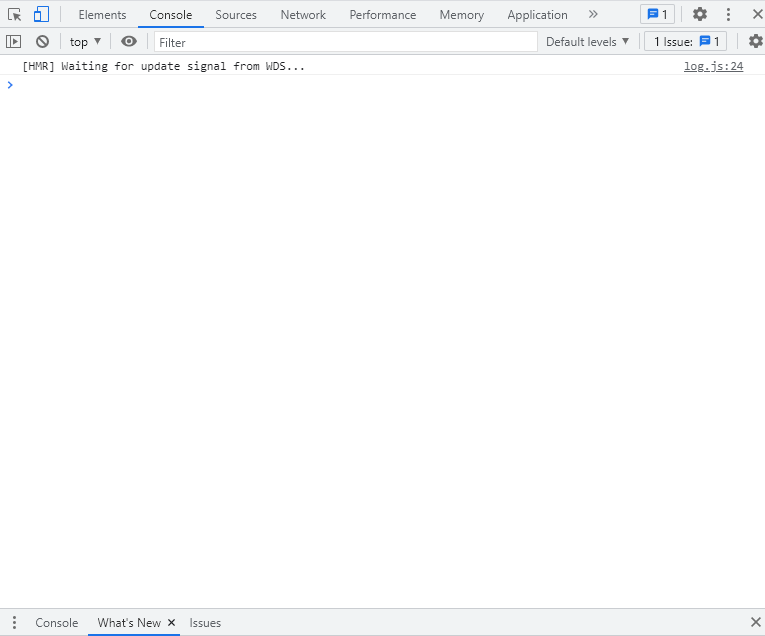 Elements Console Sources Network Performance Memory Application » 1
top ▼ Filter Default levels ▼ 1 Issue: 1
[HMR] Waiting for update signal from WDS... log.js:24
>
Console What's New × Issues